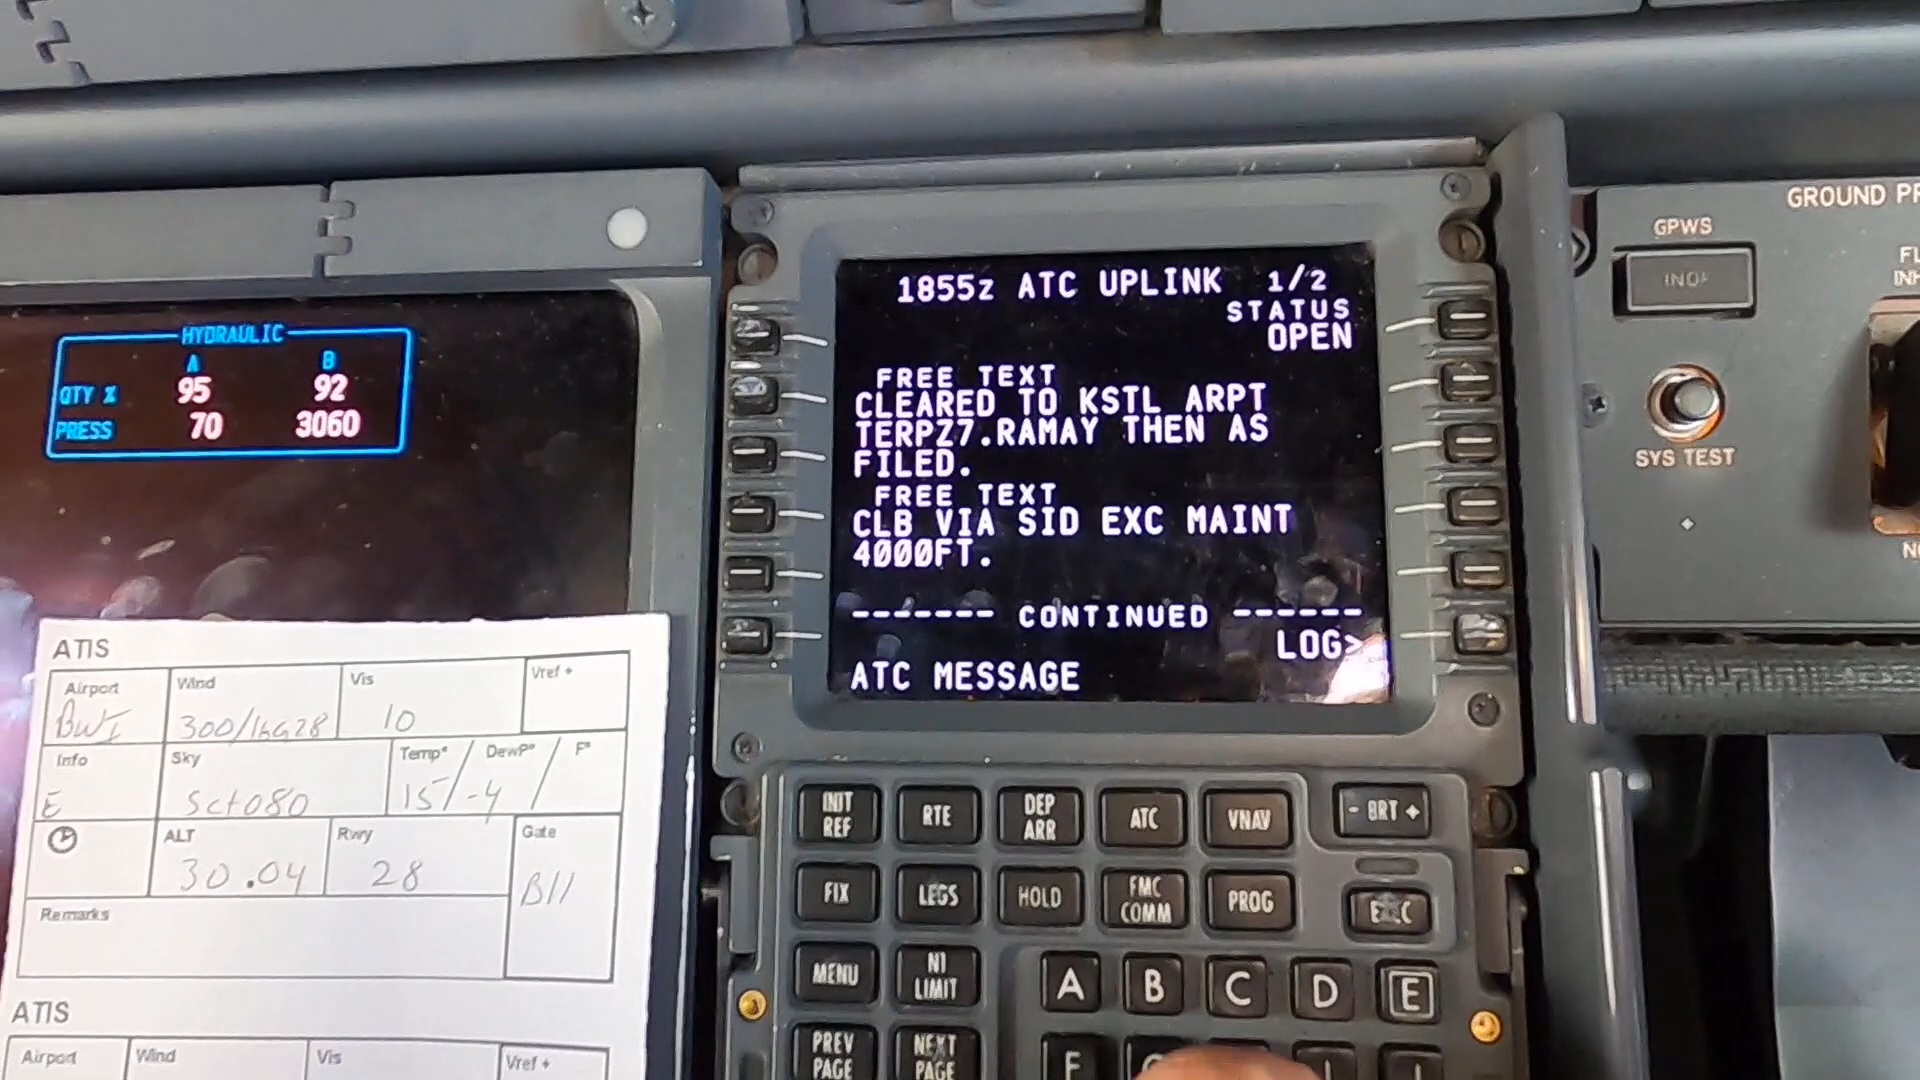 HYDRAULIC
A B
QTY % 95 92
PRESS 70 3060
1855z ATC UPLINK 1/2
STATUS
OPEN
FREE TEXT
CLEARED TO KSTL ARPT
TERPZ7.RAMAY THEN AS
FILED.
FREE TEXT
CLB VIA SID EXC MAINT
4000FT.
------- CONTINUED ------
LOG>
ATC MESSAGE
GROUND PR
GPWS
INOP
SYS TEST
ATIS
Airport Wind Vis Vref +
BWI 300/16G28 10
Info Sky Temp° / DewP° / F°
E Sct080 15/-4
ALT Rwy Gate
30.04 28 B11
Remarks
ATIS
Airport Wind Vis Vref +
INIT REF RTE DEP ARR ATC VNAV - BRT +
FIX LEGS HOLD FMC COMM PROG EXEC
MENU N1 LIMIT A B C D E
PREV PAGE NEXT PAGE F